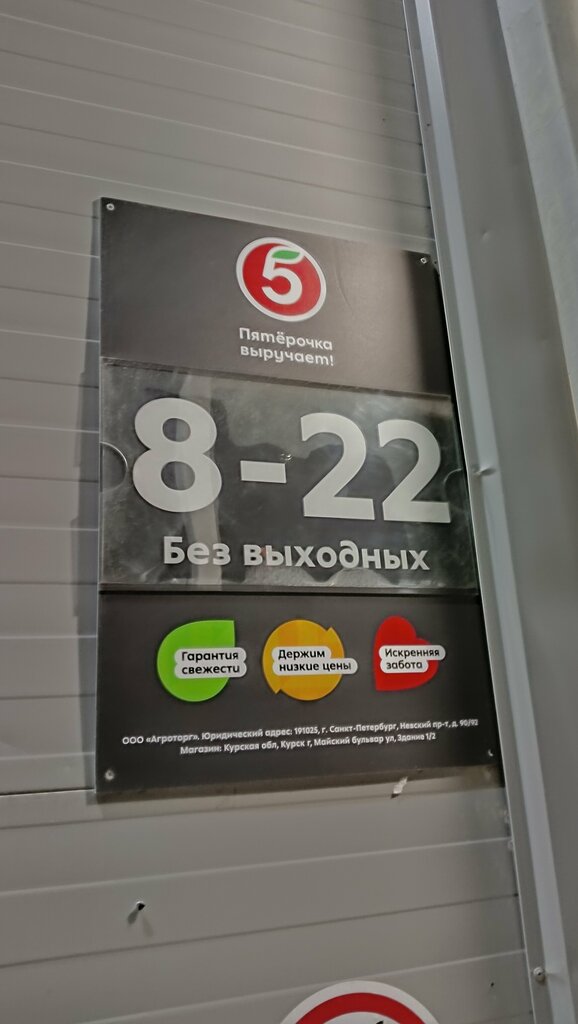 5
Пятёрочка
выручает!
8-22
Без выходных
Гарантия
свежести
Держим
низкие цены
Искренняя
забота
ООО «Агроторг». Юридический адрес: 191025, г. Санкт-Петербург, Невский пр-т, д. 90/92
Магазин: Курская обл, Курск г, Майский бульвар ул, Здание 1/2